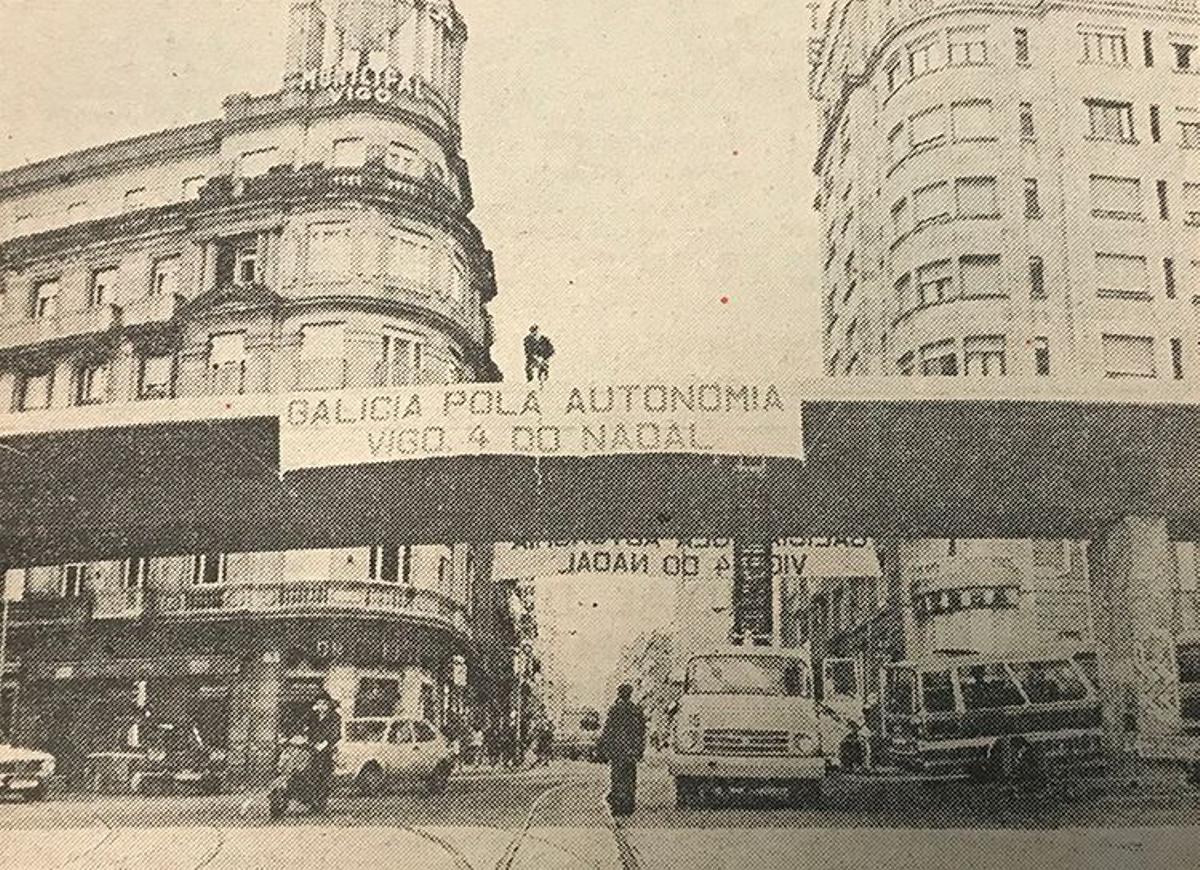 MUNICIPAL
VIGO
GALICIA POLA AUTONOMIA
VIGO 4 DO NADAL
VIGO 4 DO NADAL